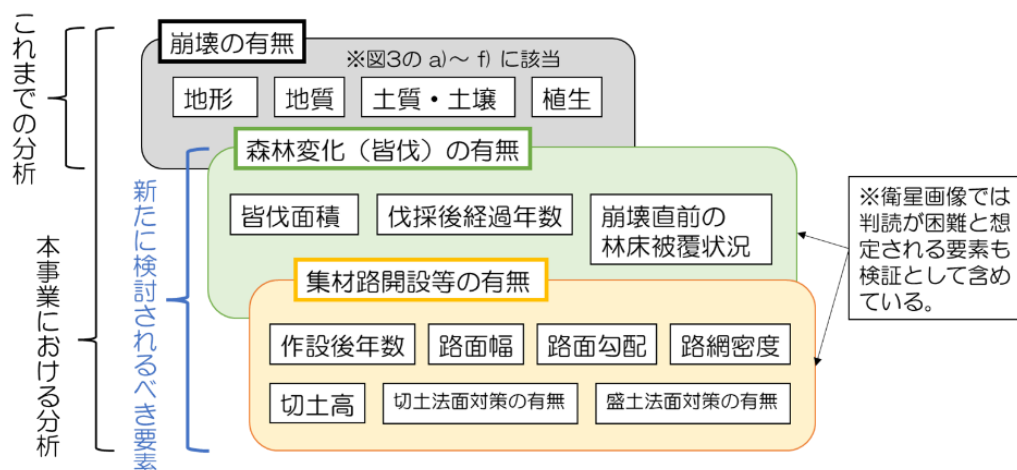 これまでの分析
本事業における分析
新たに検討されるべき要素
崩壊の有無
※図3の a)～ f) に該当
地形
地質
土質・土壌
植生
森林変化（皆伐）の有無
皆伐面積
伐採後経過年数
崩壊直前の
林床被覆状況
集材路開設等の有無
作設後年数
路面幅
路面勾配
路網密度
切土高
切土法面対策の有無
盛土法面対策の有無
※衛星画像では
判読が困難と想
定される要素も
検証として含め
ている。